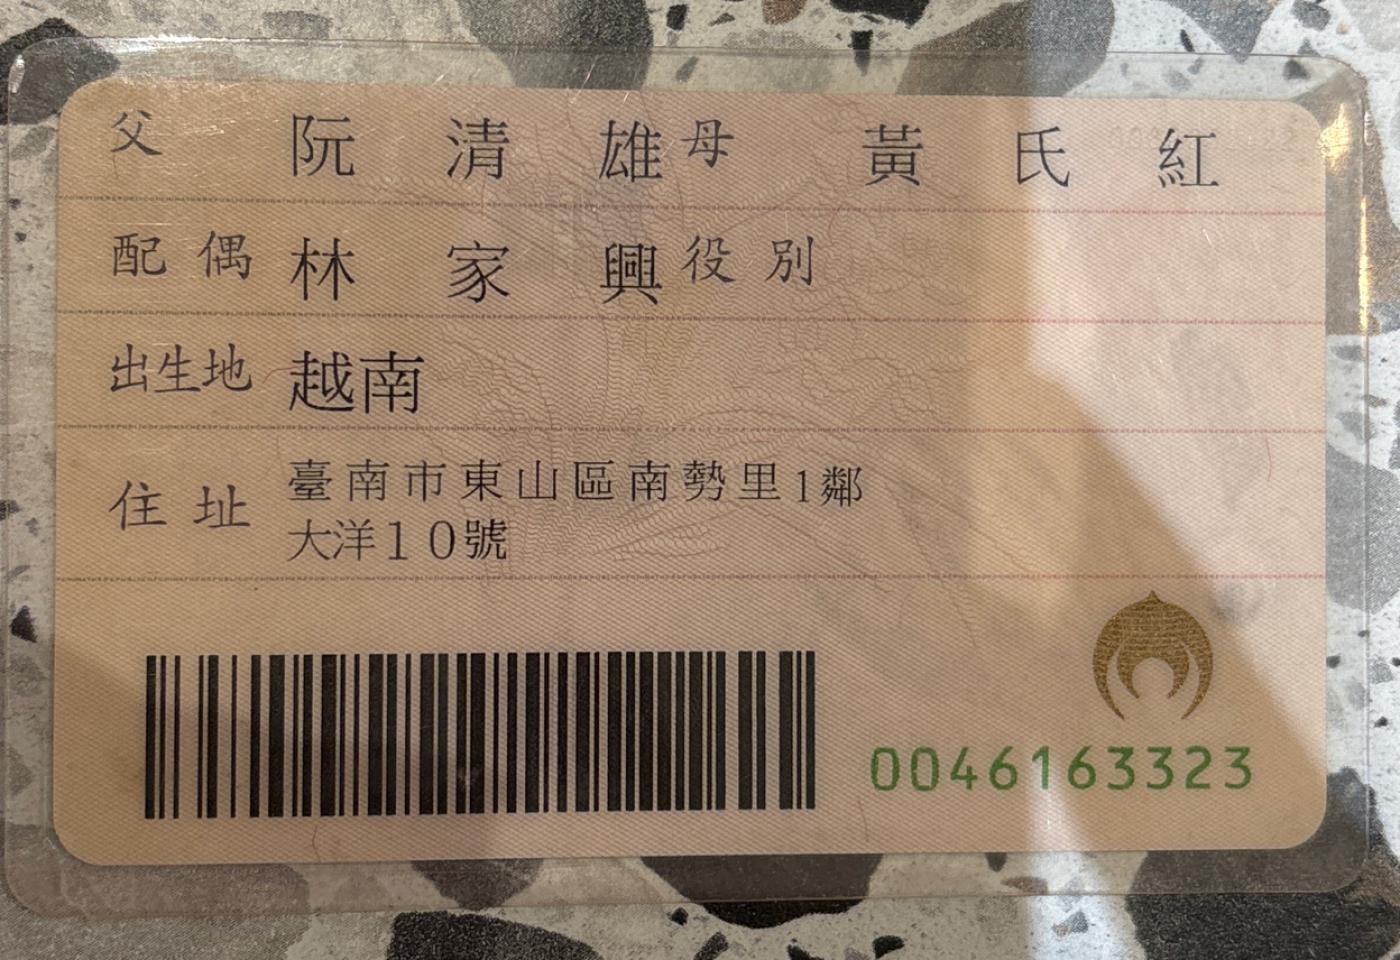 父 阮清雄 母 黃氏紅
配偶 林家興 役別
出生地 越南
住址 臺南市東山區南勢里1鄰
大洋10號
0046163323